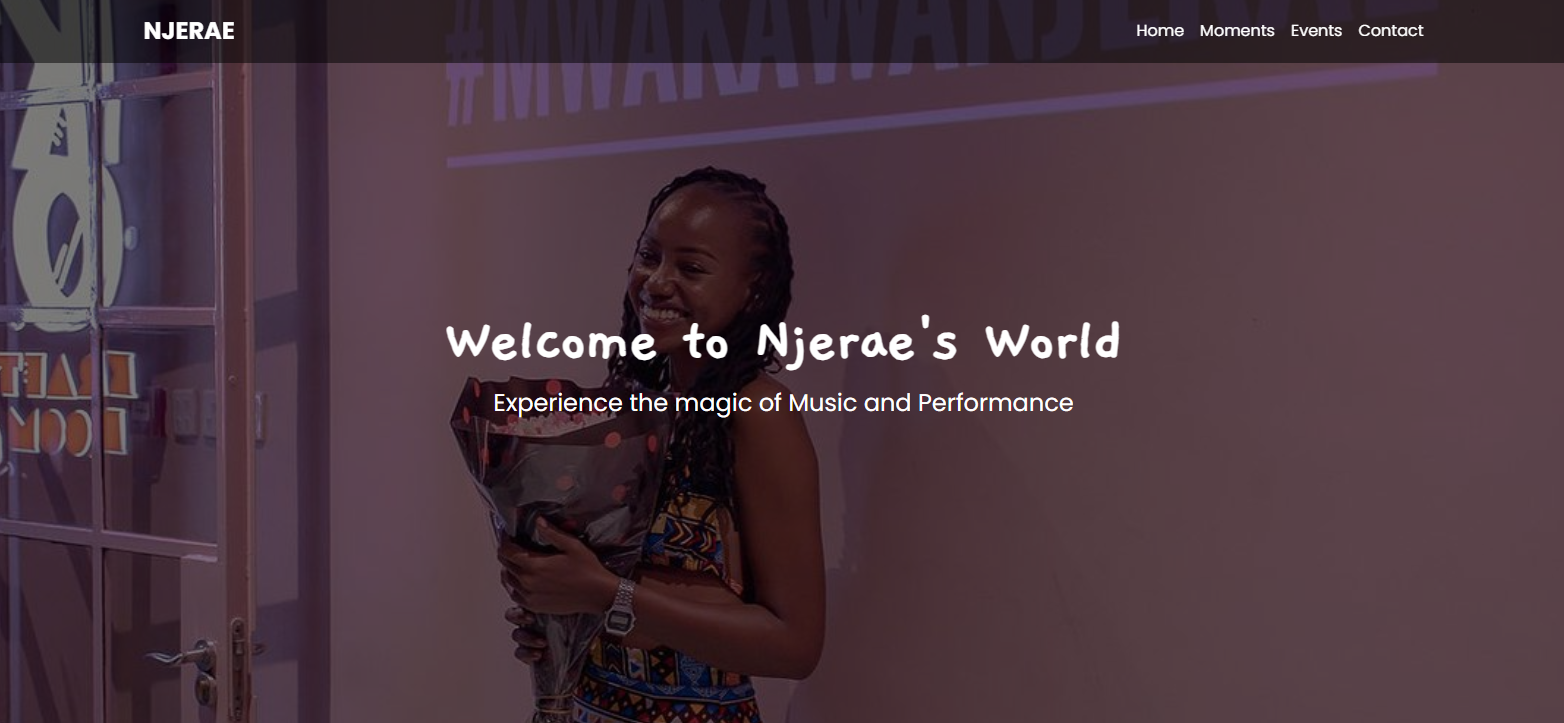 NJERAE
Home Moments Events Contact
#MWAKAWANJERAE
Welcome to Njerae's World
Experience the magic of Music and Performance